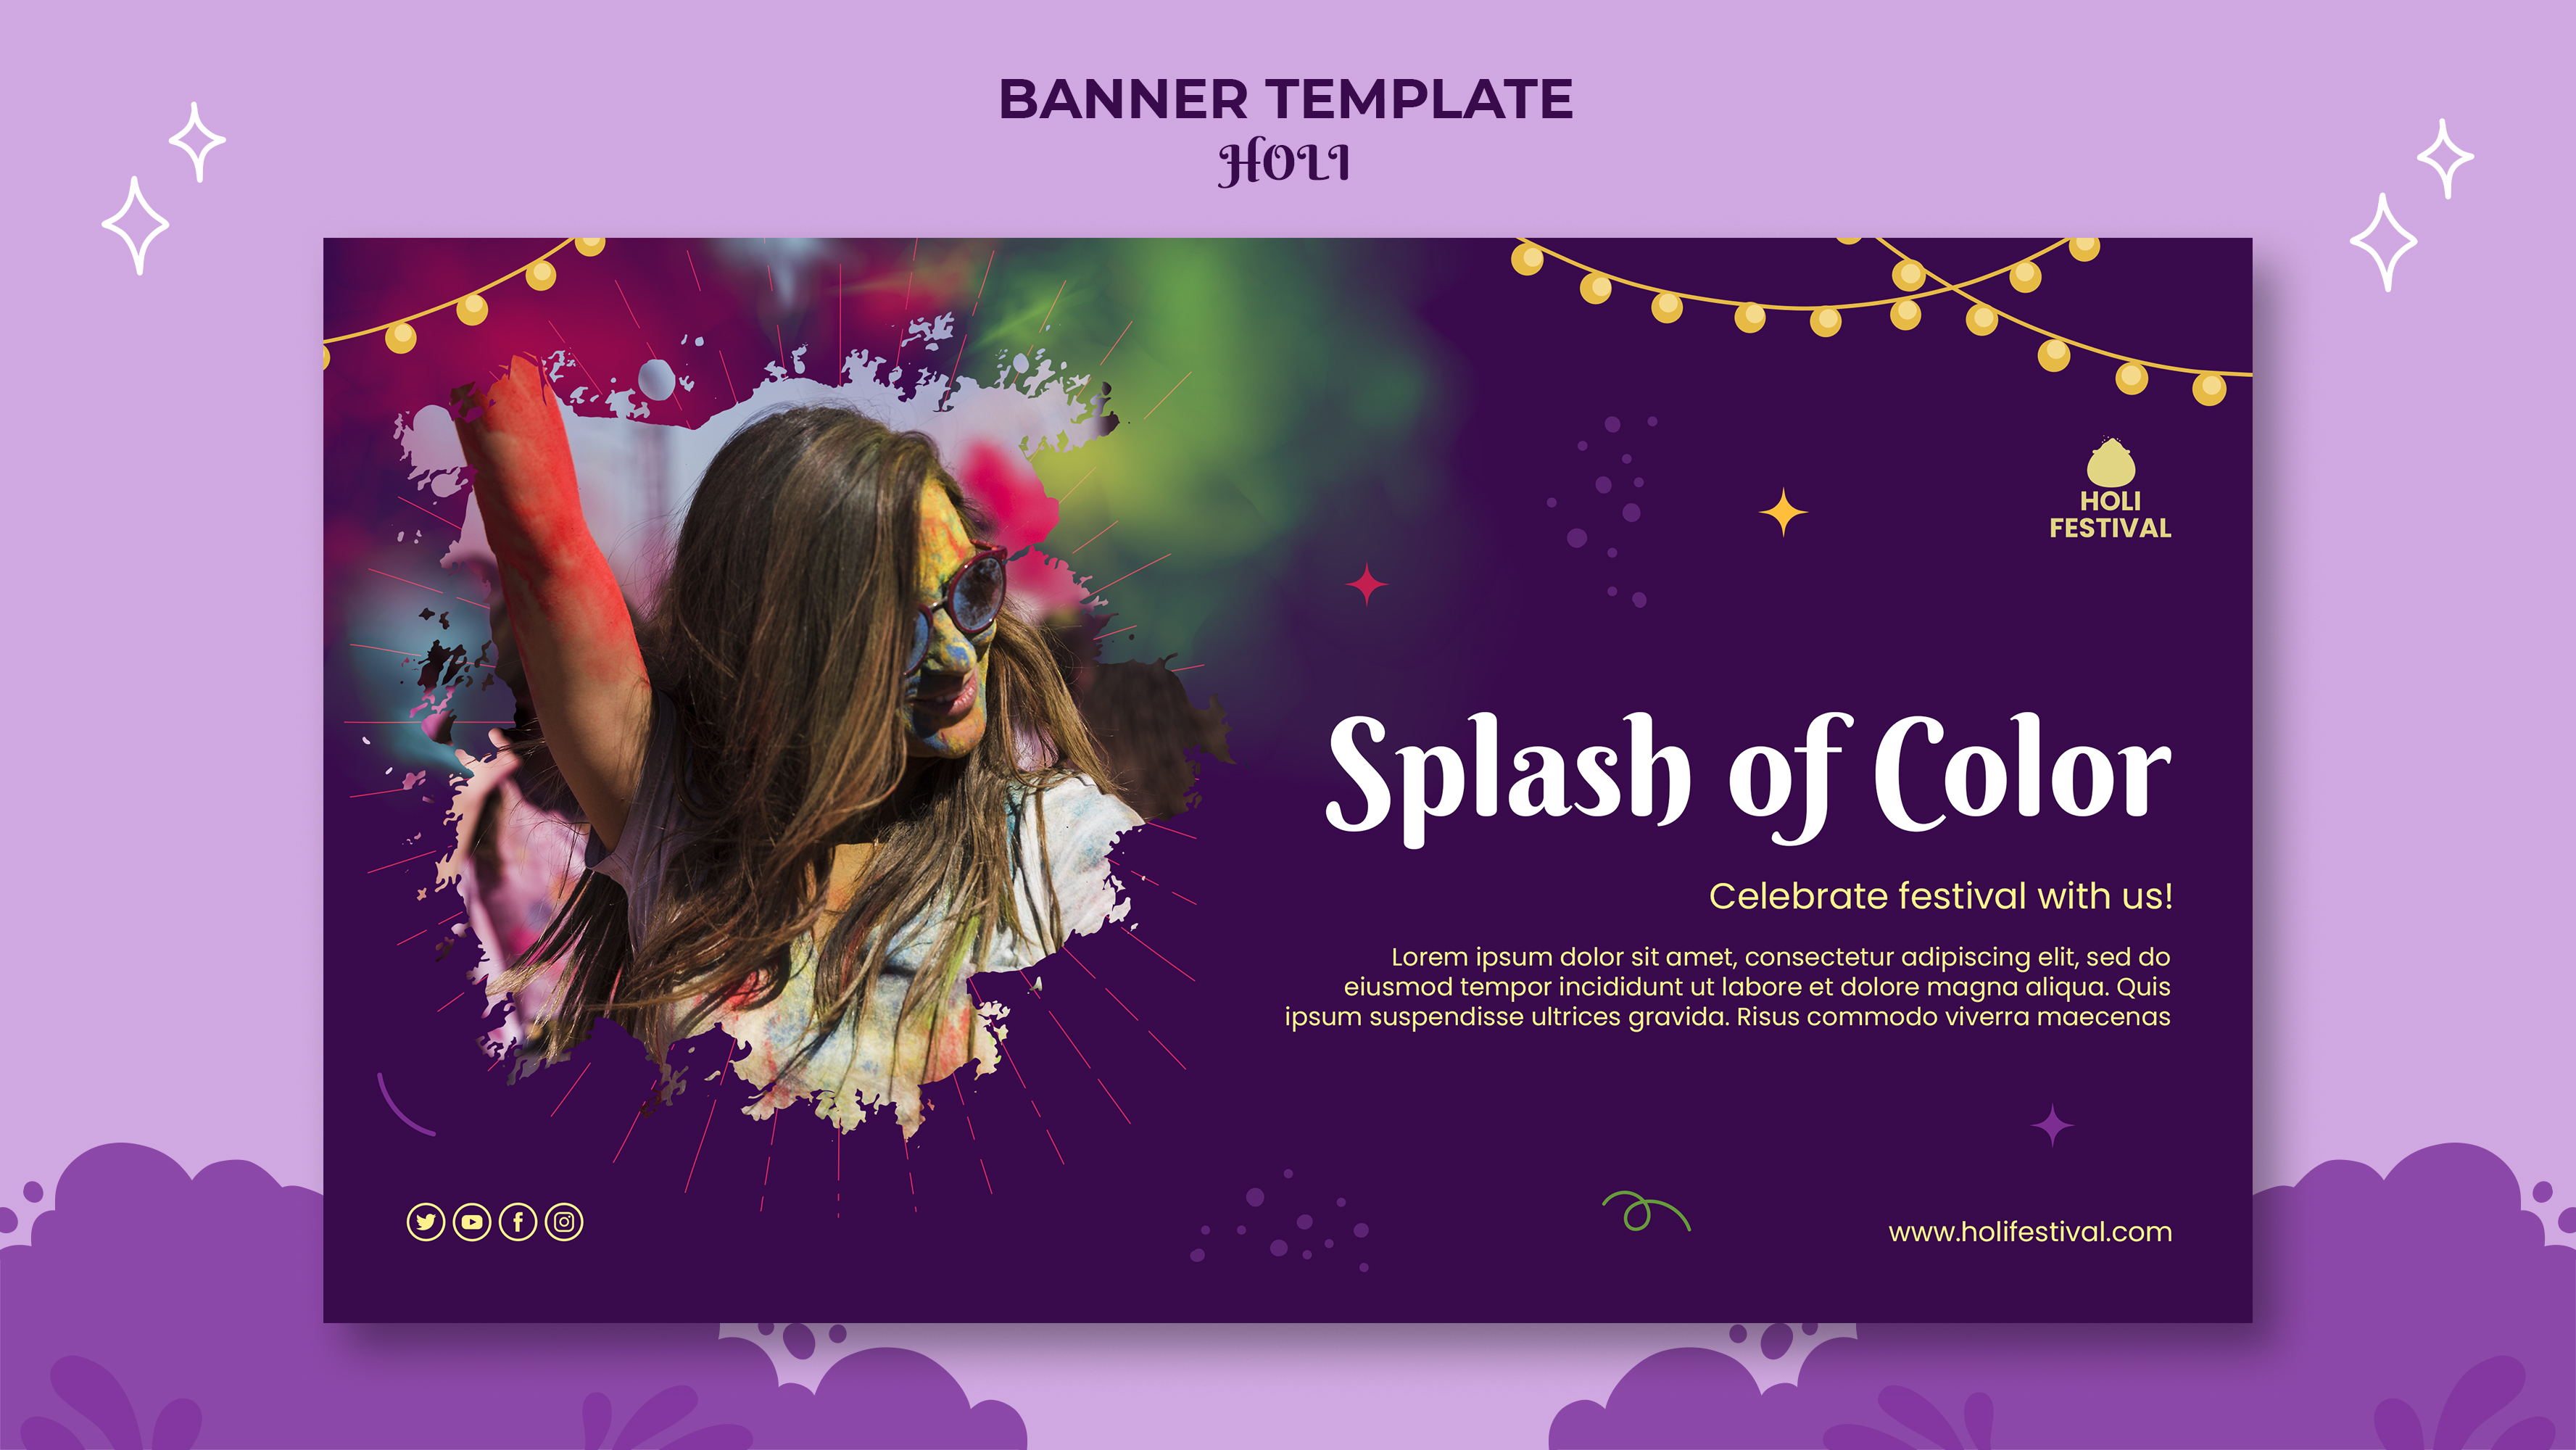 BANNER TEMPLATE
HOLI
HOLI
FESTIVAL
Splash of Color
Celebrate festival with us!
Lorem ipsum dolor sit amet, consectetur adipiscing elit, sed do
eiusmod tempor incididunt ut labore et dolore magna aliqua. Quis
ipsum suspendisse ultrices gravida. Risus commodo viverra maecenas
www.holifestival.com